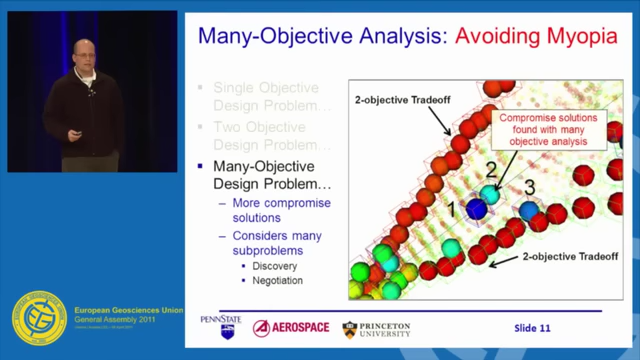 Many-Objective Analysis: Avoiding Myopia
Single Objective
Design Problem…
Two Objective
Design Problem…
Many-Objective
Design Problem…
– More compromise
solutions
– Considers many
subproblems
• Discovery
• Negotiation
2-objective Tradeoff
Compromise solutions
found with many
objective analysis
1
2
3
2-objective Tradeoff
European Geosciences Union
General Assembly 2011
PENNSTATE
AEROSPACE
PRINCETON
UNIVERSITY
Slide 11